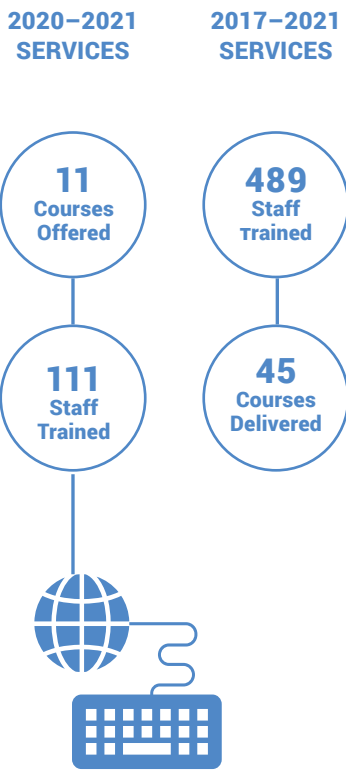 2020–2021
SERVICES
11
Courses
Offered
111
Staff
Trained
2017–2021
SERVICES
489
Staff
Trained
45
Courses
Delivered